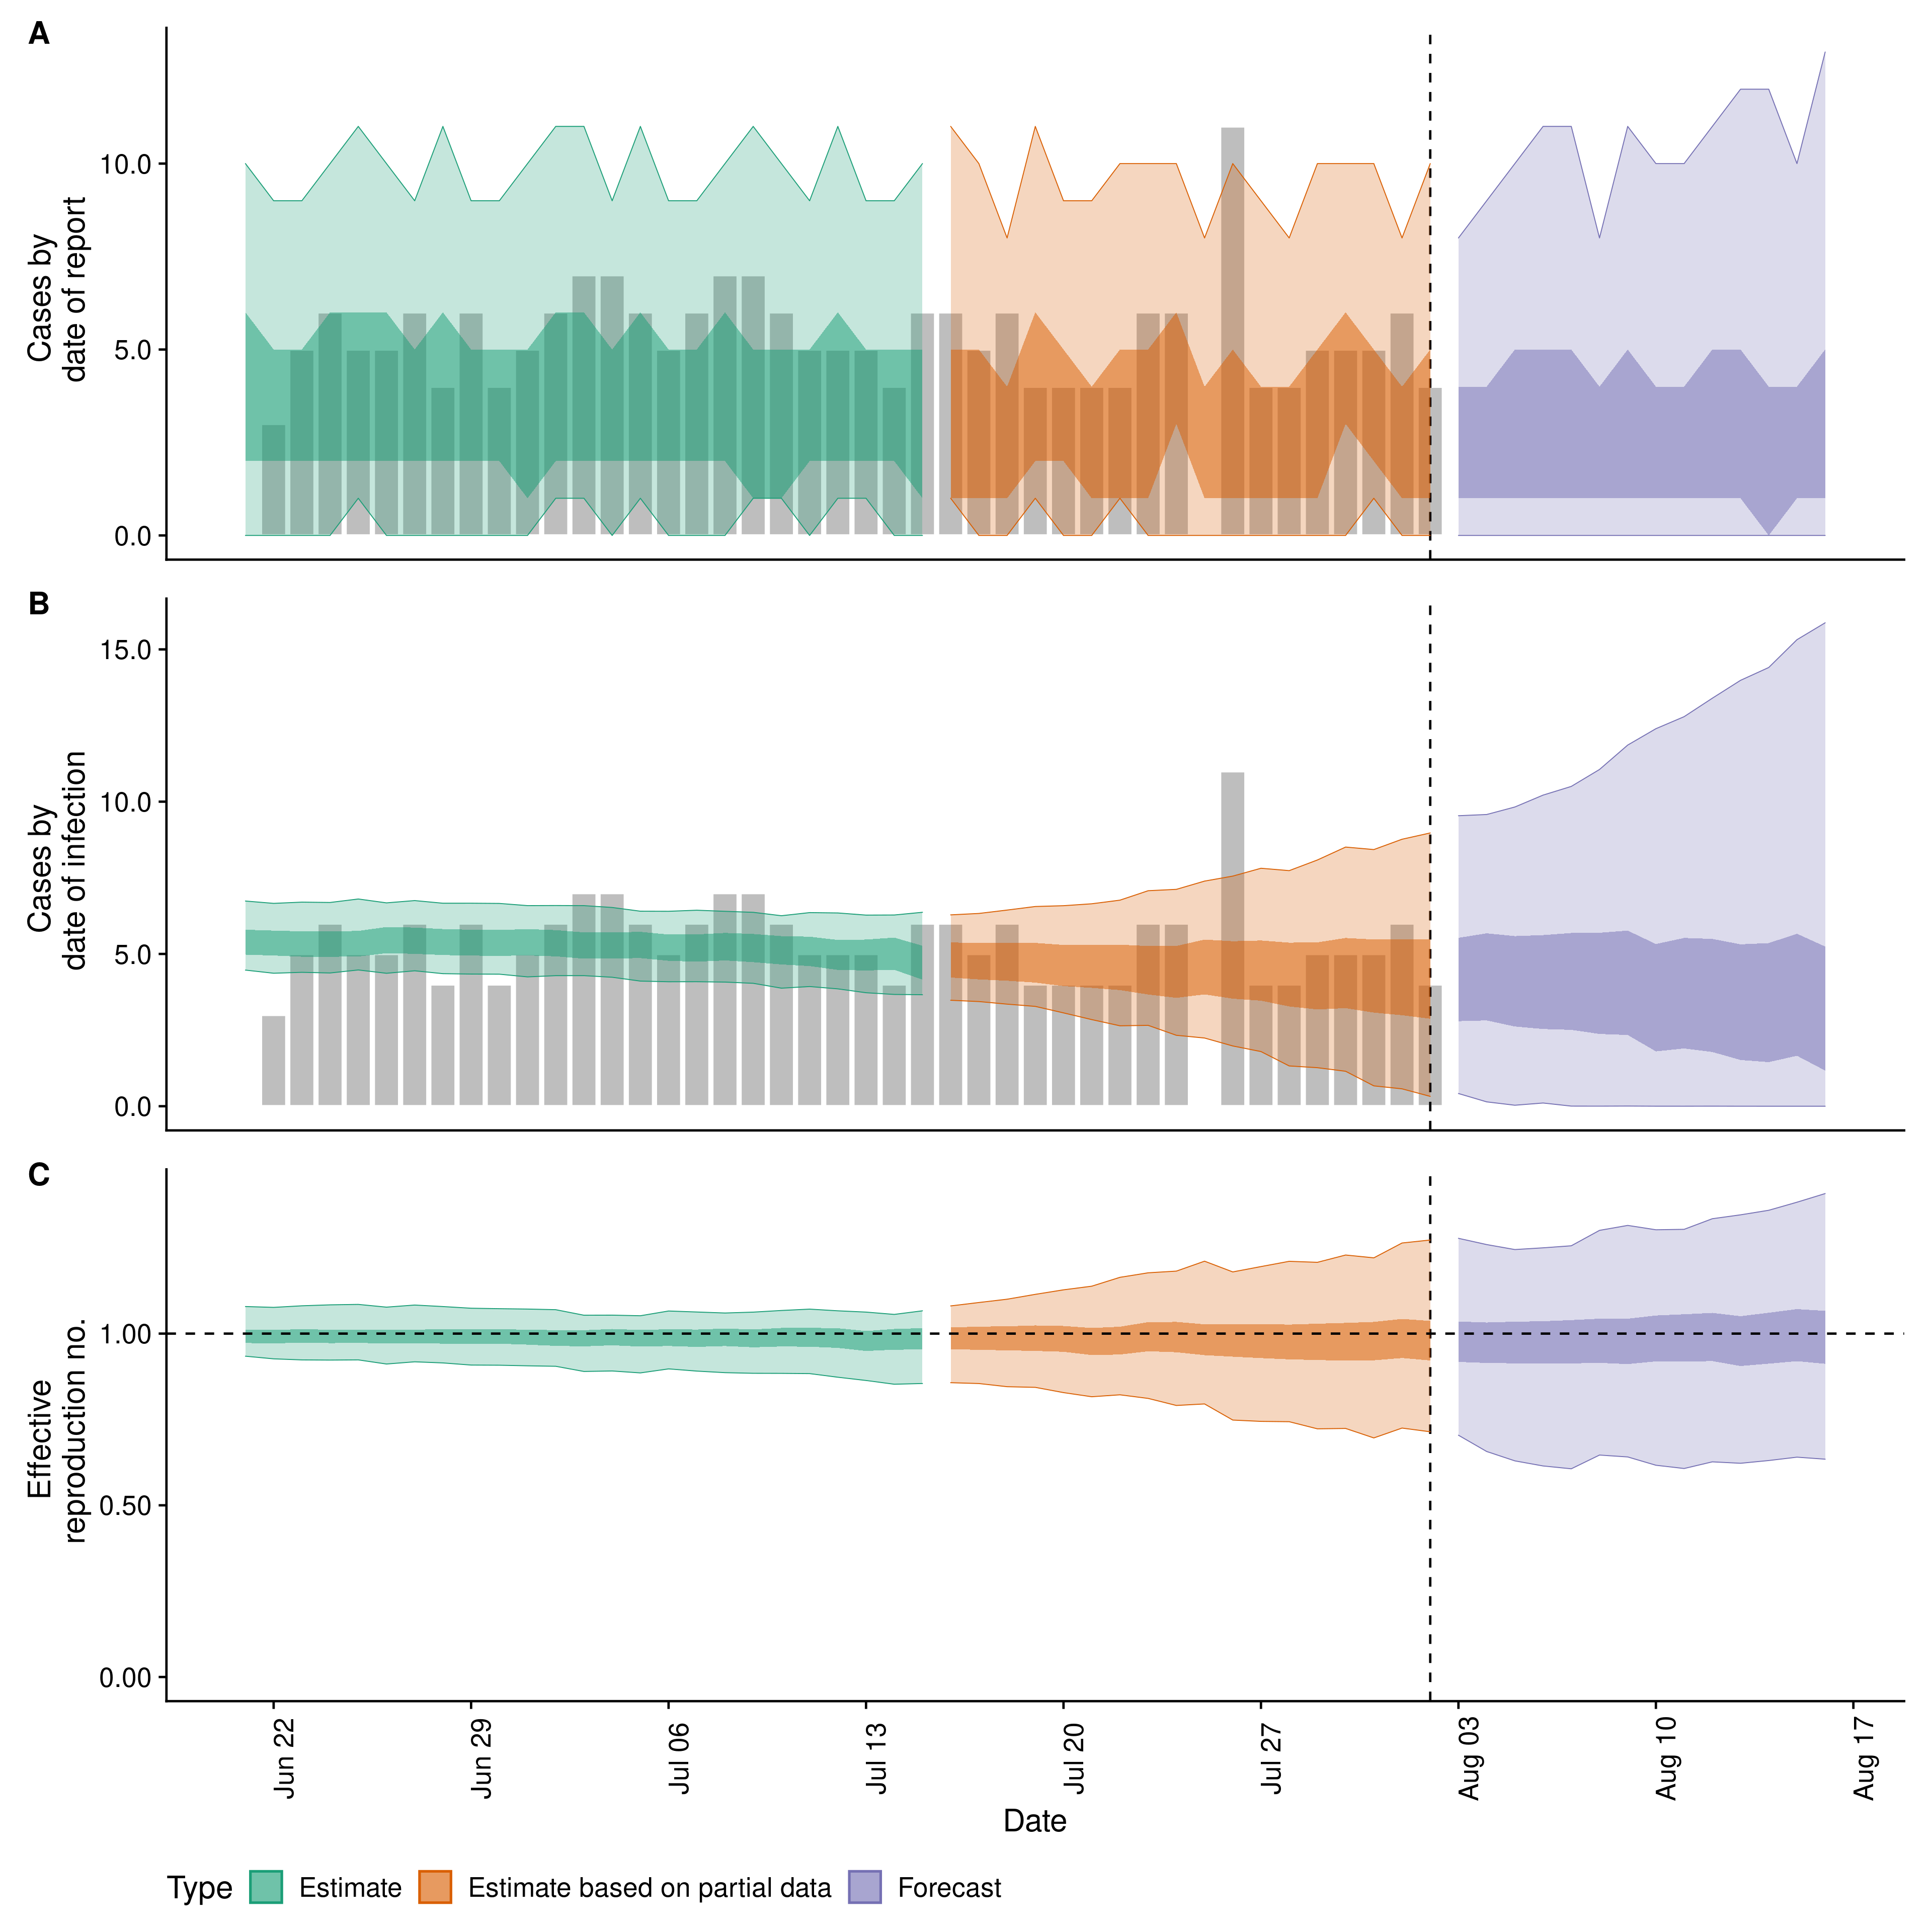 A
Cases by
date of report
10.0
5.0
0.0
B
Cases by
date of infection
15.0
10.0
5.0
0.0
C
Effective
reproduction no.
1.00
0.50
0.00
Jun 22
Jun 29
Jul 06
Jul 13
Jul 20
Jul 27
Aug 03
Aug 10
Aug 17
Date
Type Estimate Estimate based on partial data Forecast